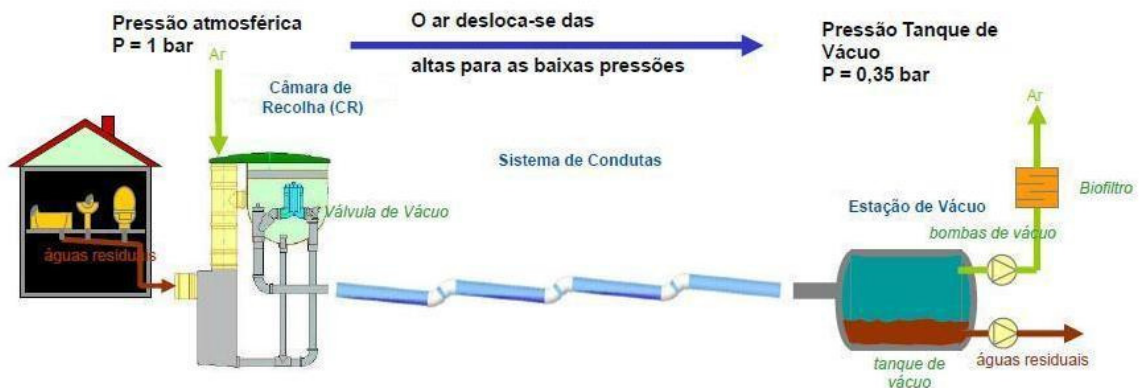 Pressão atmosférica
P = 1 bar
Ar
O ar desloca-se das
altas para as baixas pressões
Pressão Tanque de
Vácuo
P = 0,35 bar
Câmara de
Recolha (CR)
Ar
Sistema de Condutas
Biofiltro
Válvula de Vácuo
Estação de Vácuo
bombas de vácuo
águas residuais
tanque de
vácuo
águas residuais